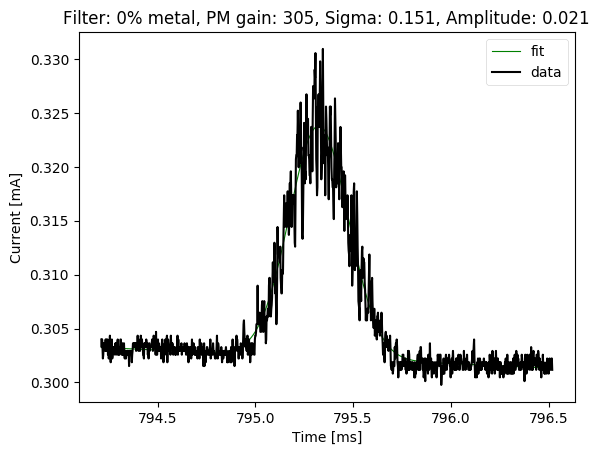 Filter: 0% metal, PM gain: 305, Sigma: 0.151, Amplitude: 0.021
fit
data
Current [mA]
0.330
0.325
0.320
0.315
0.310
0.305
0.300
794.5 795.0 795.5 796.0 796.5
Time [ms]